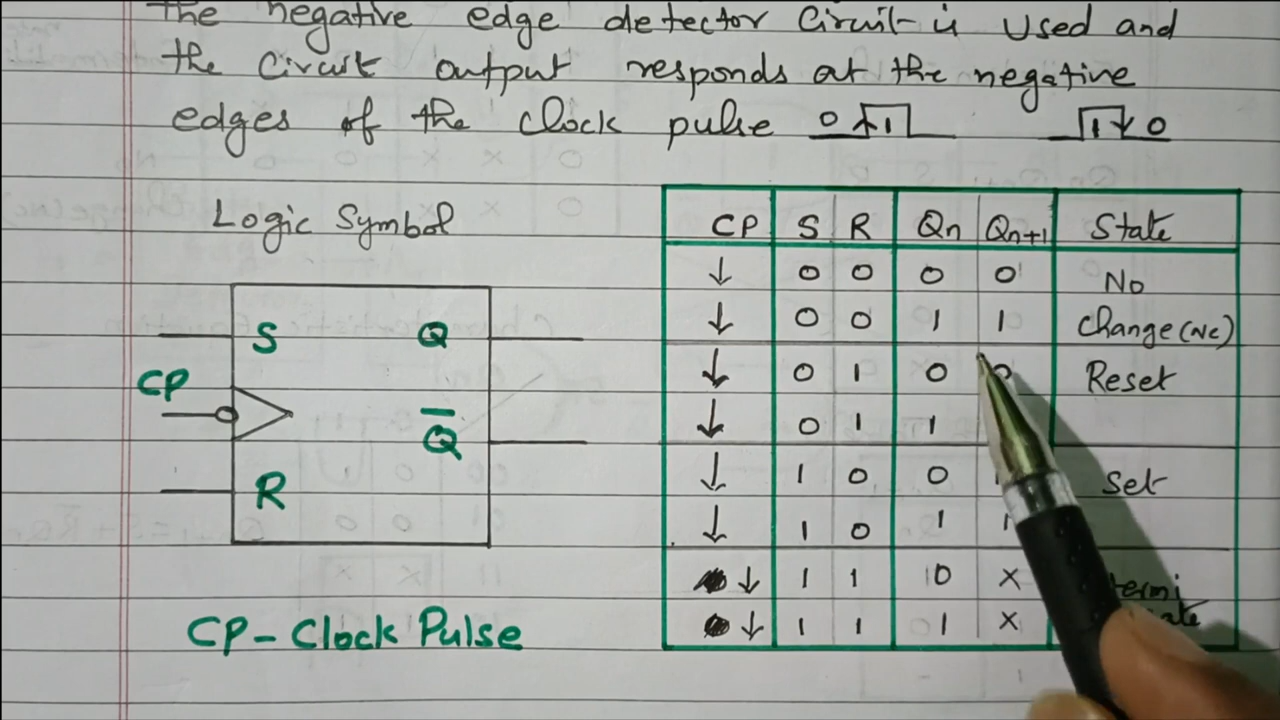 The negative edge detector Circuit is used and
the Circuit output responds at the negative
edges of the clock pulse 0 ↑ 1 1 ↓ 0
Logic Symbol
S Q
CP
Q̅
R
CP - Clock Pulse
CP S R Qn Qn+1 State
↓ 0 0 0 0 No
↓ 0 0 1 1 Change (NC)
↓ 0 1 0 0 Reset
↓ 0 1 1
↓ 1 0 0 Set
↓ 1 0 1 1
↓ 1 1 0 X
↓ 1 1 1 X